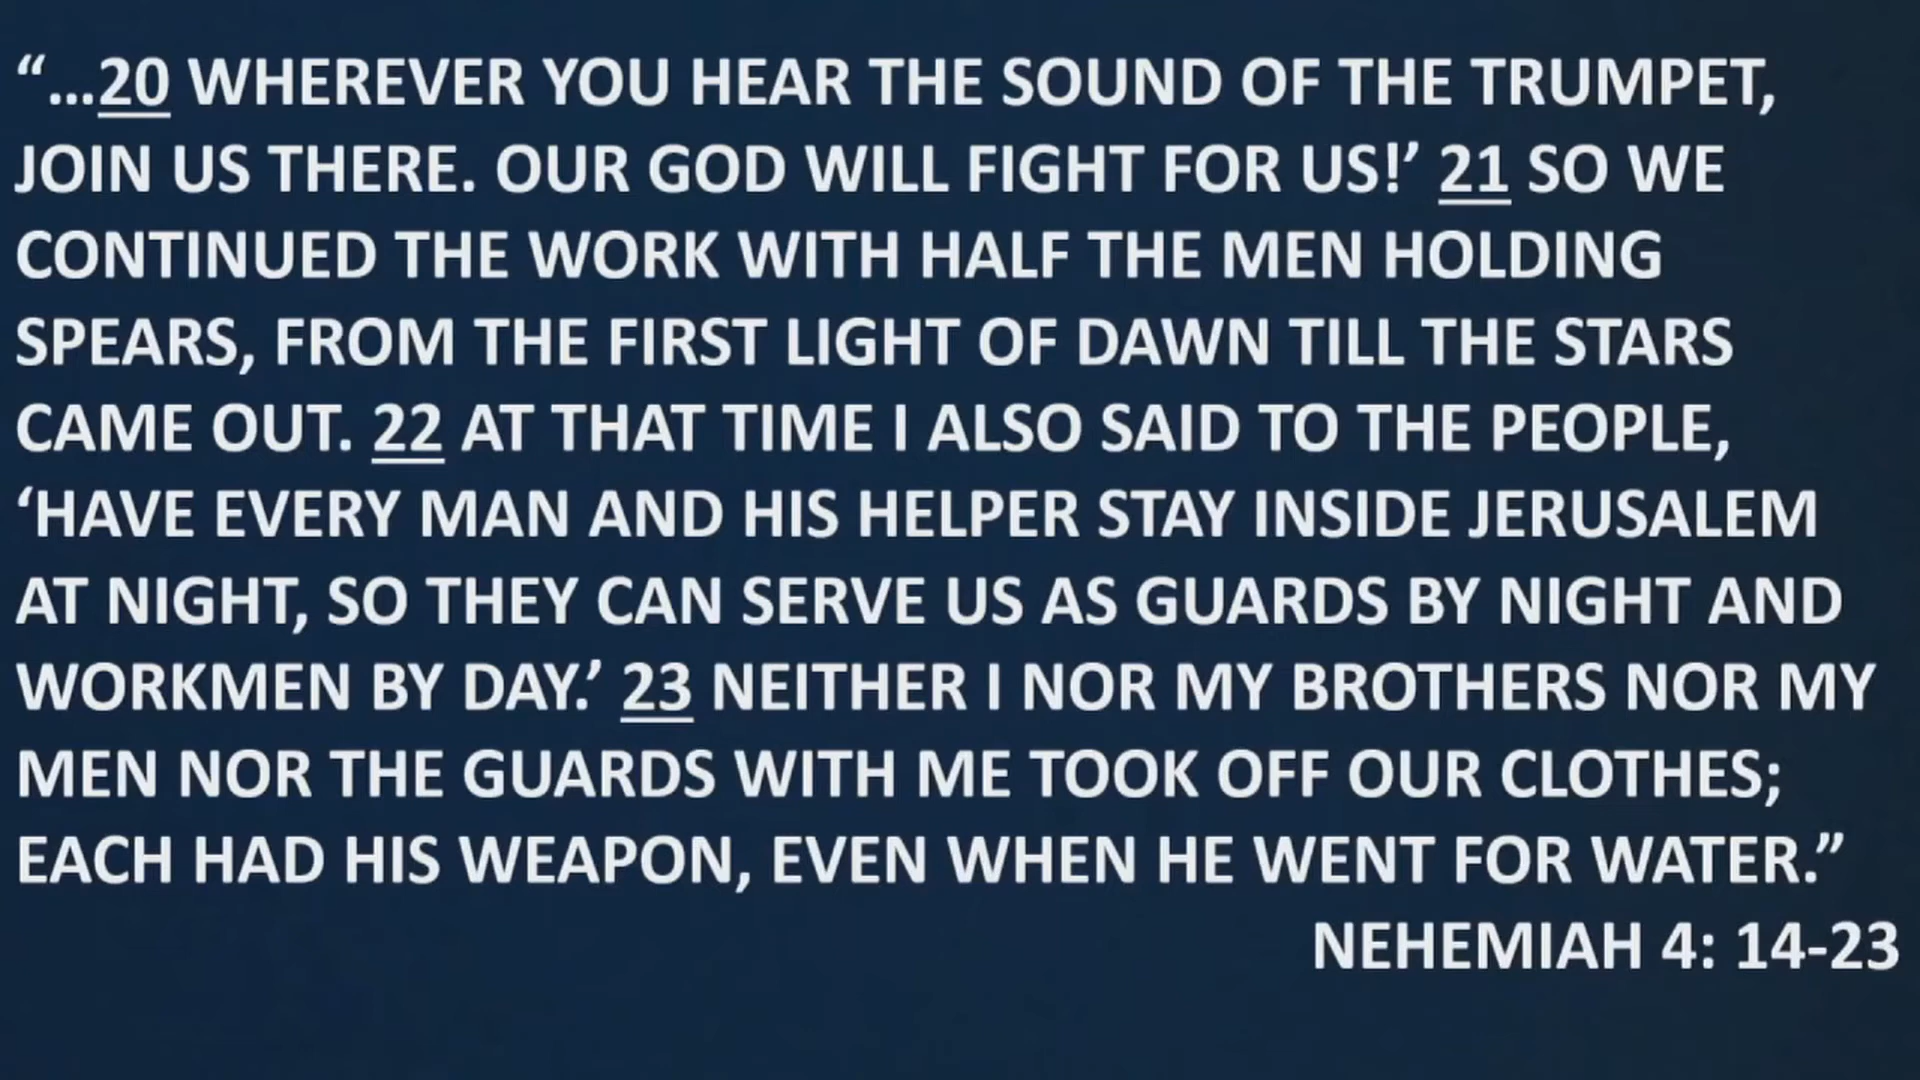 “...20 WHEREVER YOU HEAR THE SOUND OF THE TRUMPET,
JOIN US THERE. OUR GOD WILL FIGHT FOR US!’ 21 SO WE
CONTINUED THE WORK WITH HALF THE MEN HOLDING
SPEARS, FROM THE FIRST LIGHT OF DAWN TILL THE STARS
CAME OUT. 22 AT THAT TIME I ALSO SAID TO THE PEOPLE,
‘HAVE EVERY MAN AND HIS HELPER STAY INSIDE JERUSALEM
AT NIGHT, SO THEY CAN SERVE US AS GUARDS BY NIGHT AND
WORKMEN BY DAY.’ 23 NEITHER I NOR MY BROTHERS NOR MY
MEN NOR THE GUARDS WITH ME TOOK OFF OUR CLOTHES;
EACH HAD HIS WEAPON, EVEN WHEN HE WENT FOR WATER.”
NEHEMIAH 4: 14-23